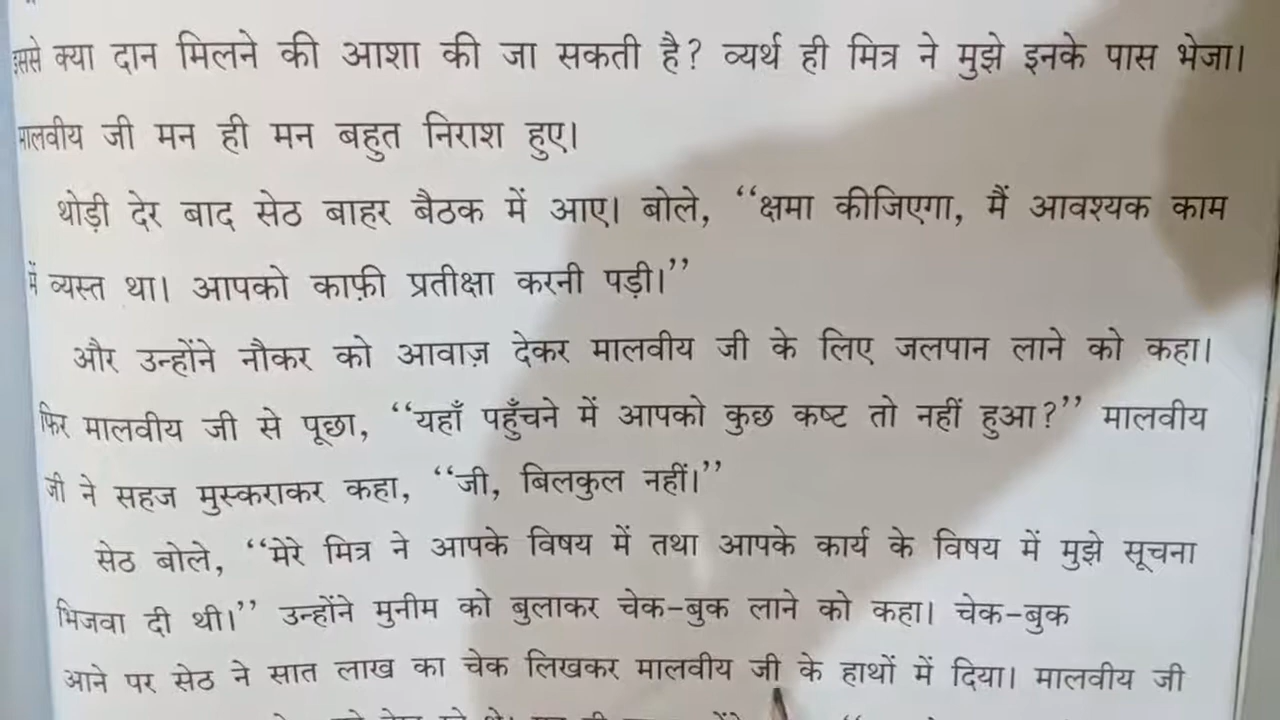 इससे क्या दान मिलने की आशा की जा सकती है? व्यर्थ ही मित्र ने मुझे इनके पास भेजा।
मालवीय जी मन ही मन बहुत निराश हुए।
थोड़ी देर बाद सेठ बाहर बैठक में आए। बोले, ‘‘क्षमा कीजिएगा, मैं आवश्यक काम
में व्यस्त था। आपको काफ़ी प्रतीक्षा करनी पड़ी।’’
और उन्होंने नौकर को आवाज़ देकर मालवीय जी के लिए जलपान लाने को कहा।
फिर मालवीय जी से पूछा, ‘‘यहाँ पहुँचने में आपको कुछ कष्ट तो नहीं हुआ?’’ मालवीय
जी ने सहज मुस्कराकर कहा, ‘‘जी, बिलकुल नहीं।’’
सेठ बोले, ‘‘मेरे मित्र ने आपके विषय में तथा आपके कार्य के विषय में मुझे सूचना
भिजवा दी थी।’’ उन्होंने मुनीम को बुलाकर चेक-बुक लाने को कहा। चेक-बुक
आने पर सेठ ने सात लाख का चेक लिखकर मालवीय जी के हाथों में दिया। मालवीय जी